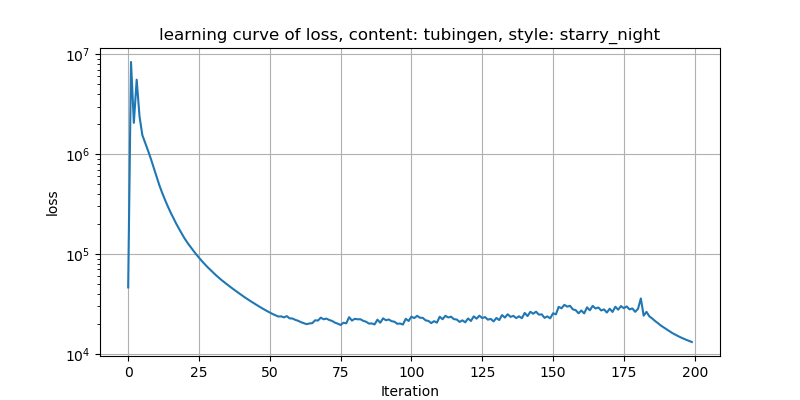 learning curve of loss, content: tubingen, style: starry_night
10⁷
10⁶
10⁵
10⁴
loss
0 25 50 75 100 125 150 175 200
Iteration